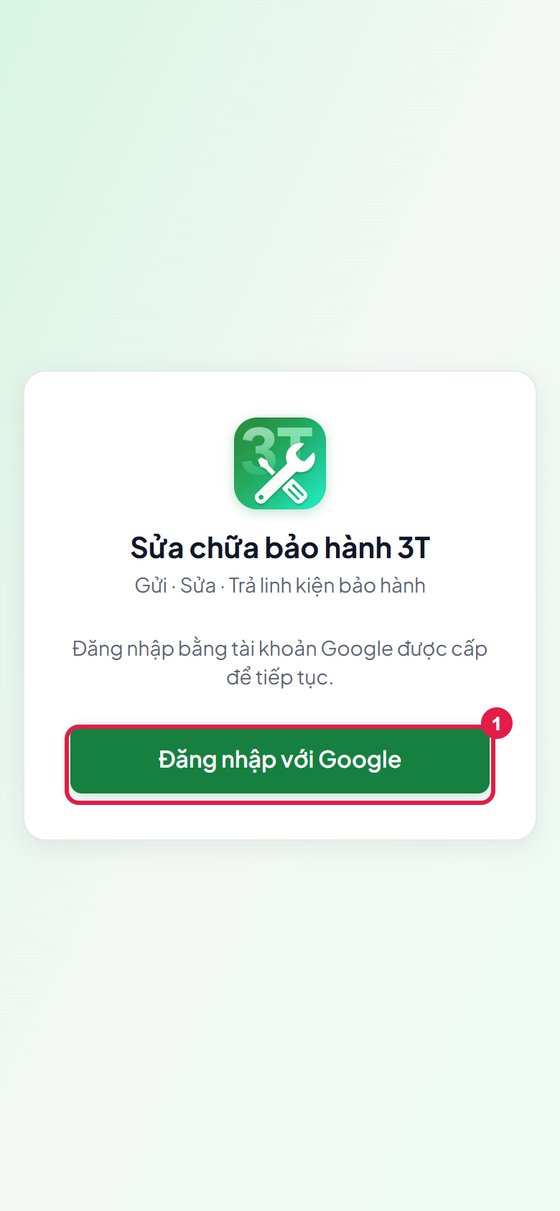 3T
Sửa chữa bảo hành 3T
Gửi · Sửa · Trả linh kiện bảo hành
Đăng nhập bằng tài khoản Google được cấp
để tiếp tục.
1
Đăng nhập với Google